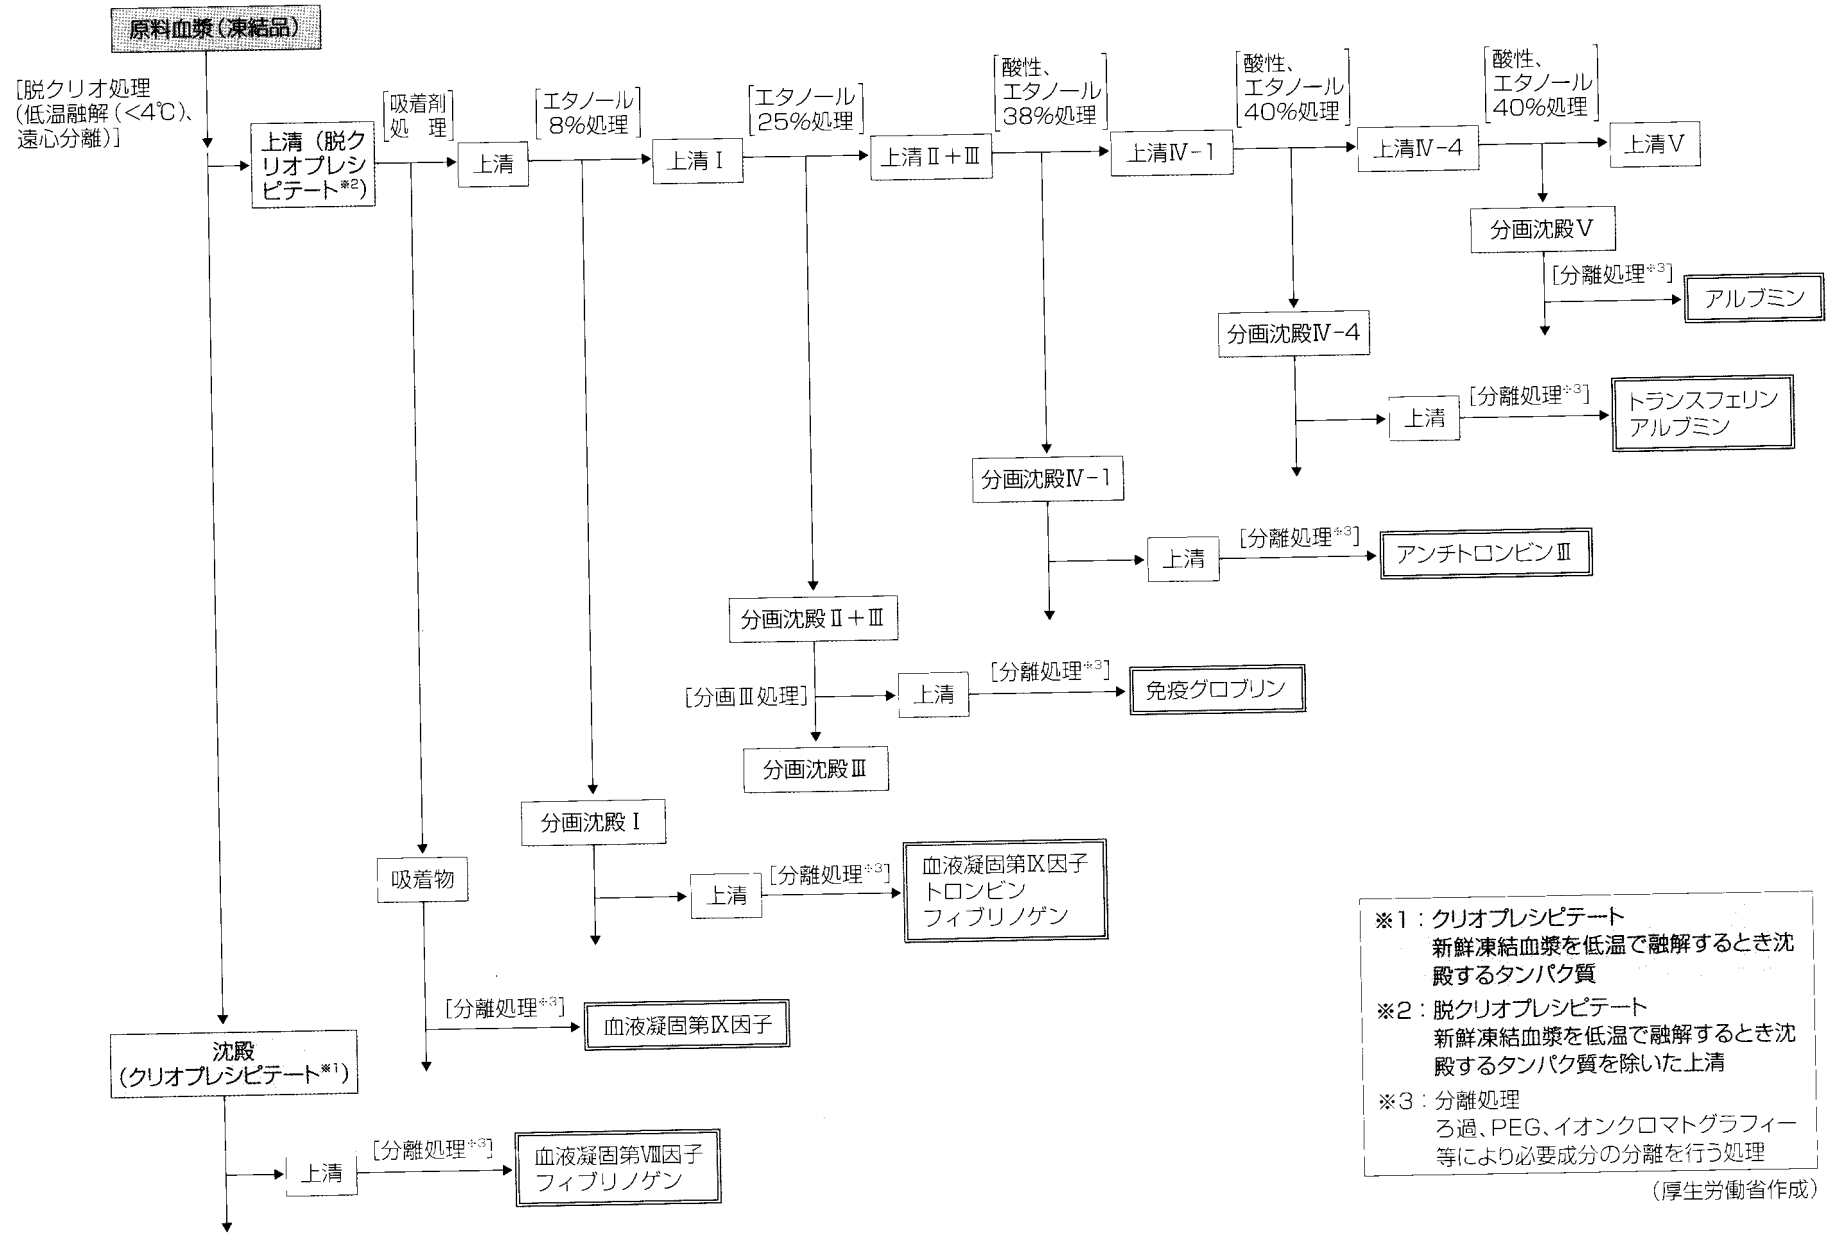 原料血漿(凍結品)
[脱クリオ処理
(低温融解(<4℃)、
遠心分離)]
上清(脱ク
リオプレシ
ピテート※2)
[吸着剤
処 理]
上清
[エタノール
8%処理]
上清Ⅰ
[エタノール
25%処理]
上清Ⅱ+Ⅲ
[酸性、
エタノール
38%処理]
上清Ⅳ-1
[酸性、
エタノール
40%処理]
上清Ⅳ-4
[酸性、
エタノール
40%処理]
上清Ⅴ
分画沈殿Ⅴ
[分離処理※3]
アルブミン
分画沈殿Ⅳ-4
上清
[分離処理※3]
トランスフェリン
アルブミン
分画沈殿Ⅳ-1
上清
[分離処理※3]
アンチトロンビンⅢ
分画沈殿Ⅱ+Ⅲ
[分画Ⅲ処理]
上清
[分離処理※3]
免疫グロブリン
分画沈殿Ⅲ
分画沈殿Ⅰ
上清
[分離処理※3]
血液凝固第Ⅸ因子
トロンビン
フィブリノゲン
吸着物
[分離処理※3]
血液凝固第Ⅸ因子
沈殿
(クリオプレシピテート※1)
上清
[分離処理※3]
血液凝固第Ⅷ因子
フィブリノゲン
※1:クリオプレシピテート
新鮮凍結血漿を低温で融解するとき沈
殿するタンパク質
※2:脱クリオプレシピテート
新鮮凍結血漿を低温で融解するとき沈
殿するタンパク質を除いた上清
※3:分離処理
ろ過、PEG、イオンクロマトグラフィー
等により必要成分の分離を行う処理
(厚生労働省作成)